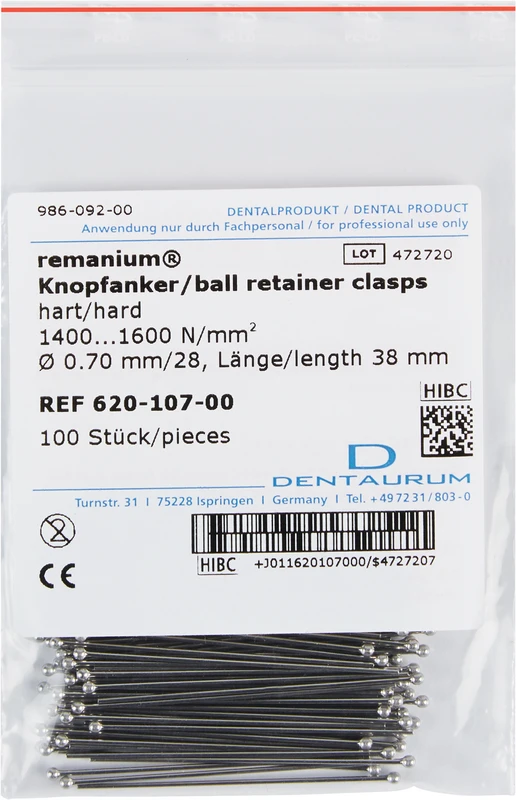 986-092-00
DENTALPRODUKT / DENTAL PRODUCT
Anwendung nur durch Fachpersonal / for professional use only
remanium®
LOT 472720
Knopfanker/ball retainer clasps
hart/hard
1400...1600 N/mm²
Ø 0.70 mm/28, Länge/length 38 mm
REF 620-107-00
HIBC
100 Stück/pieces
D
DENTAURUM
Turnstr. 31 I 75228 Ispringen I Germany I Tel. +497231/803-0
2
CE
HIBC +J011620107000/$4727207